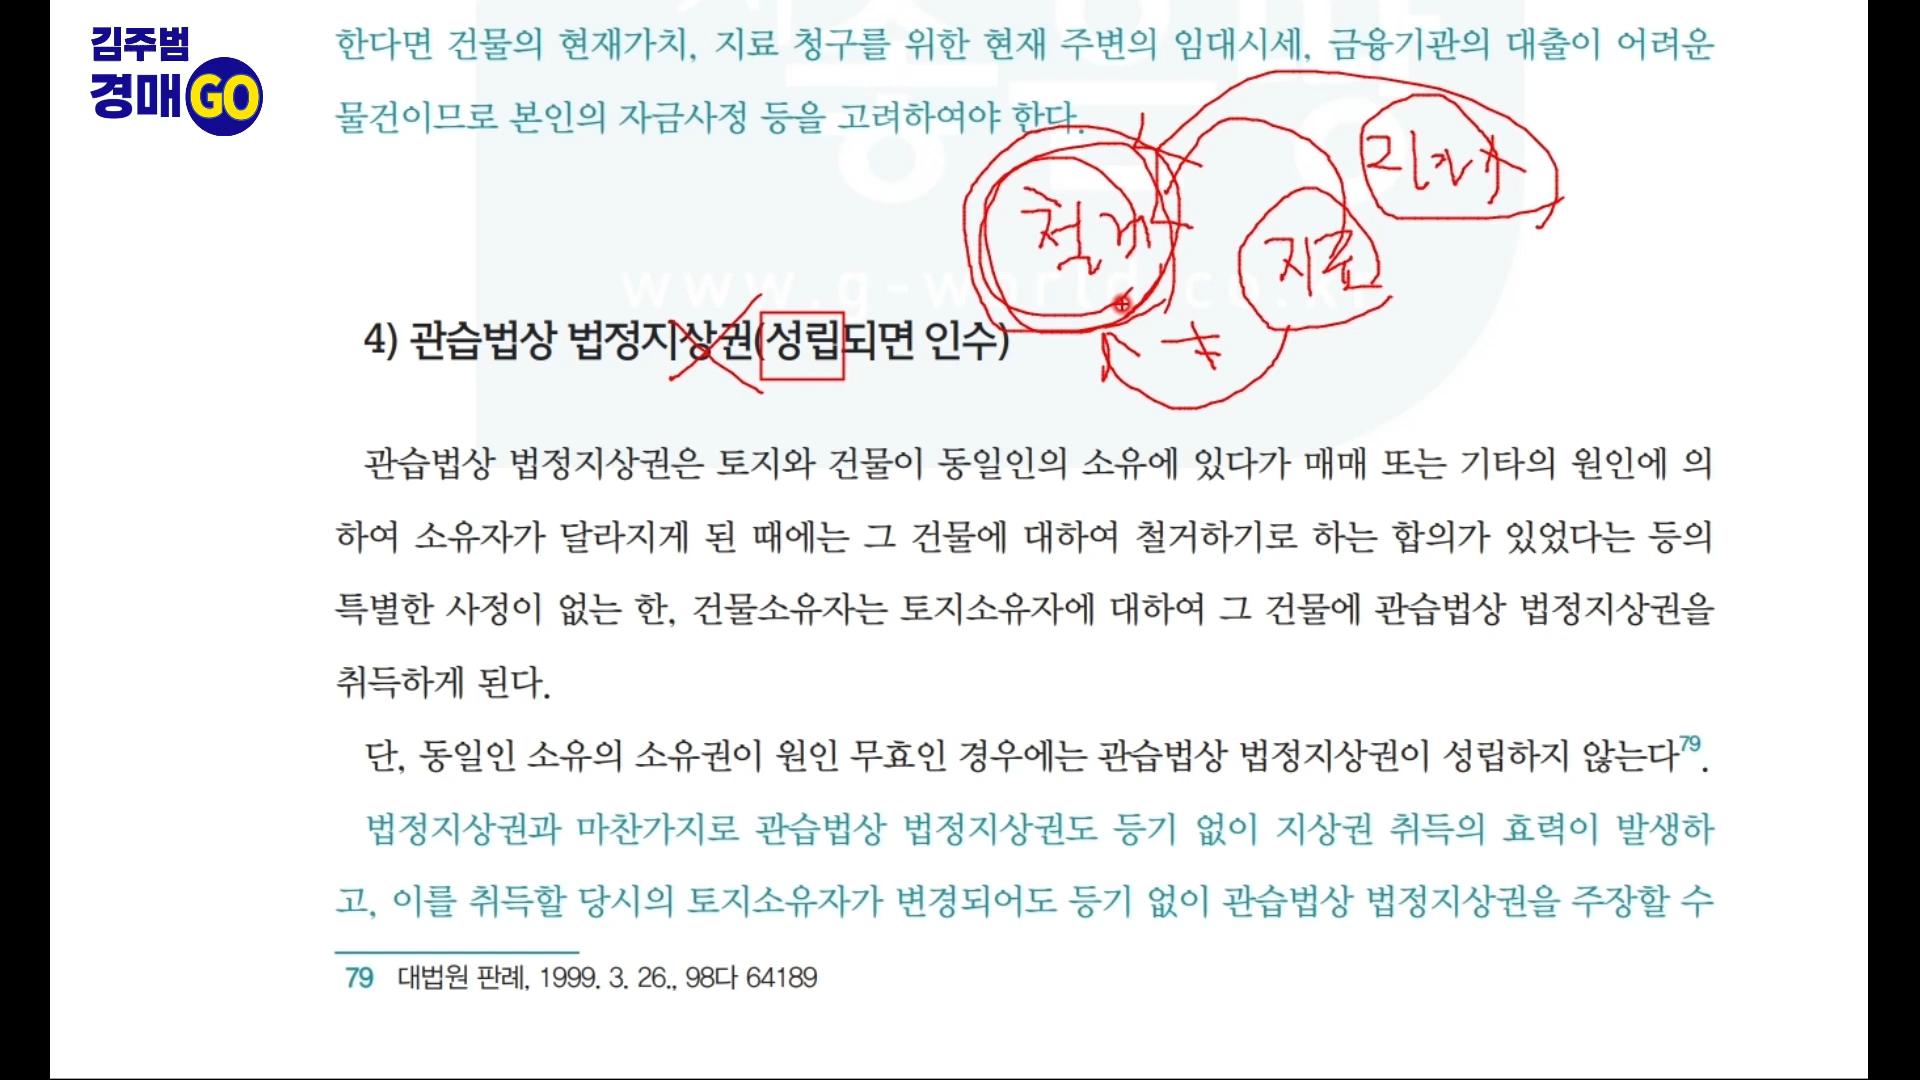 김주범
경매GO
한다면 건물의 현재가치, 지료 청구를 위한 현재 주변의 임대시세, 금융기관의 대출이 어려운
물건이므로 본인의 자금사정 등을 고려하여야 한다.
철거
지료
www.g-world.co.kr
4) 관습법상 법정지상권(성립되면 인수)
관습법상 법정지상권은 토지와 건물이 동일인의 소유에 있다가 매매 또는 기타의 원인에 의
하여 소유자가 달라지게 된 때에는 그 건물에 대하여 철거하기로 하는 합의가 있었다는 등의
특별한 사정이 없는 한, 건물소유자는 토지소유자에 대하여 그 건물에 관습법상 법정지상권을
취득하게 된다.
단, 동일인 소유의 소유권이 원인 무효인 경우에는 관습법상 법정지상권이 성립하지 않는다79.
법정지상권과 마찬가지로 관습법상 법정지상권도 등기 없이 지상권 취득의 효력이 발생하
고, 이를 취득할 당시의 토지소유자가 변경되어도 등기 없이 관습법상 법정지상권을 주장할 수
79 대법원 판례, 1999. 3. 26., 98다 64189